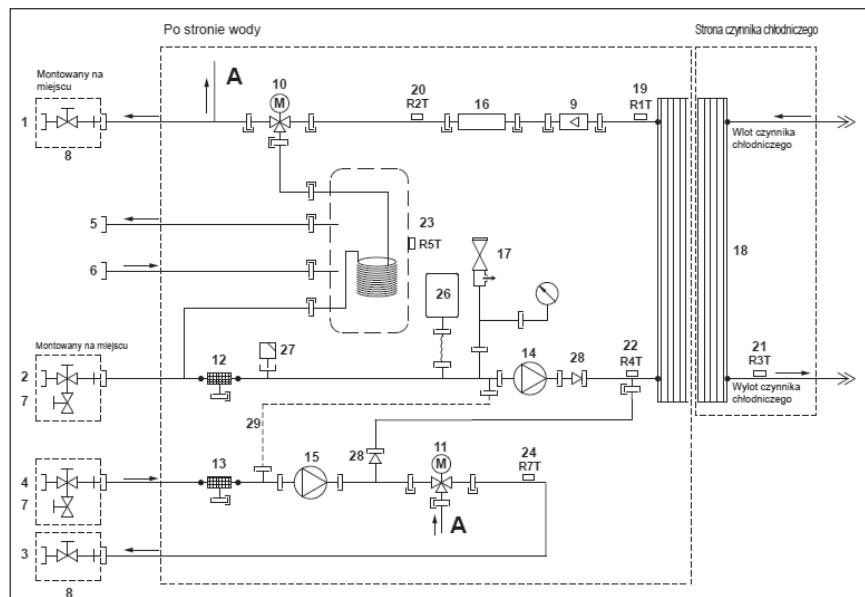 Po stronie wody
Strona czynnika chłodniczego
Montowany na
miejscu
A
10
M
20
R2T
16
9
19
R1T
1
8
Wlot czynnika
chłodniczego
5
23
R5T
17
6
18
26
Montowany na miejscu
27
12
14
28
22
R4T
21
R3T
2
7
Wylot czynnika
chłodniczego
29
13
15
28
11
M
24
R7T
4
7
A
3
8